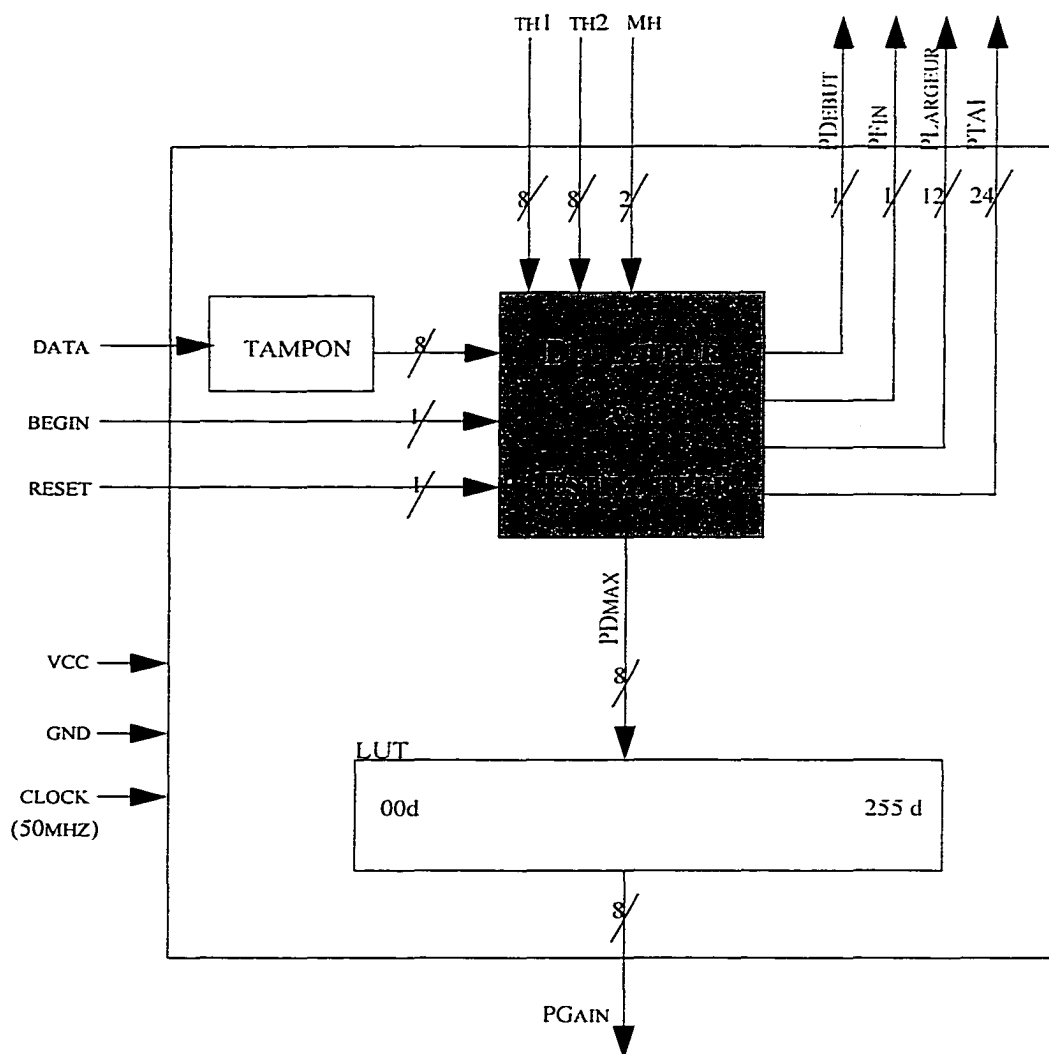 TH1 TH2 MH
PDEBUT
PFIN
PLARGEUR
PTAI
8 8 2 1 1 12 24
DATA
TAMPON
8
BEGIN
1
RESET
1
PDMAX
8
VCC
GND
CLOCK
(50MHZ)
LUT
00d 255 d
8
PGAIN